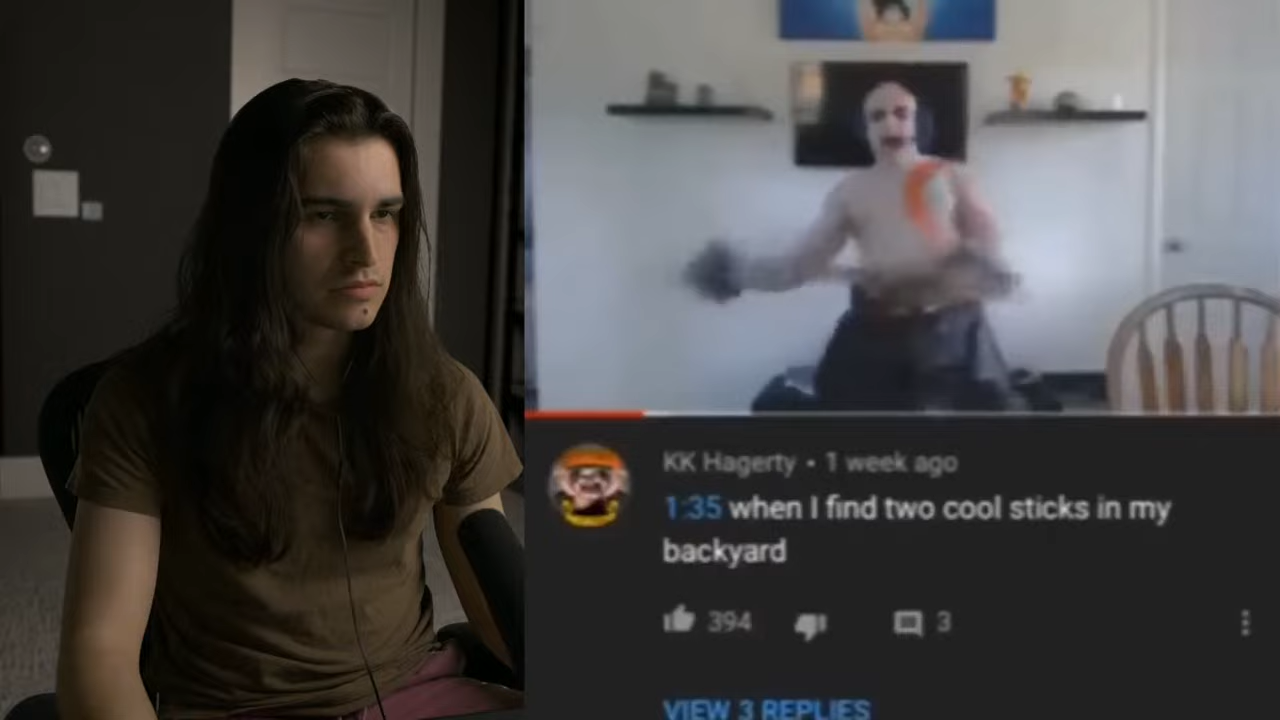 KK Hagerty • 1 week ago
1:35 when I find two cool sticks in my
backyard
394
3
VIEW 3 REPLIES